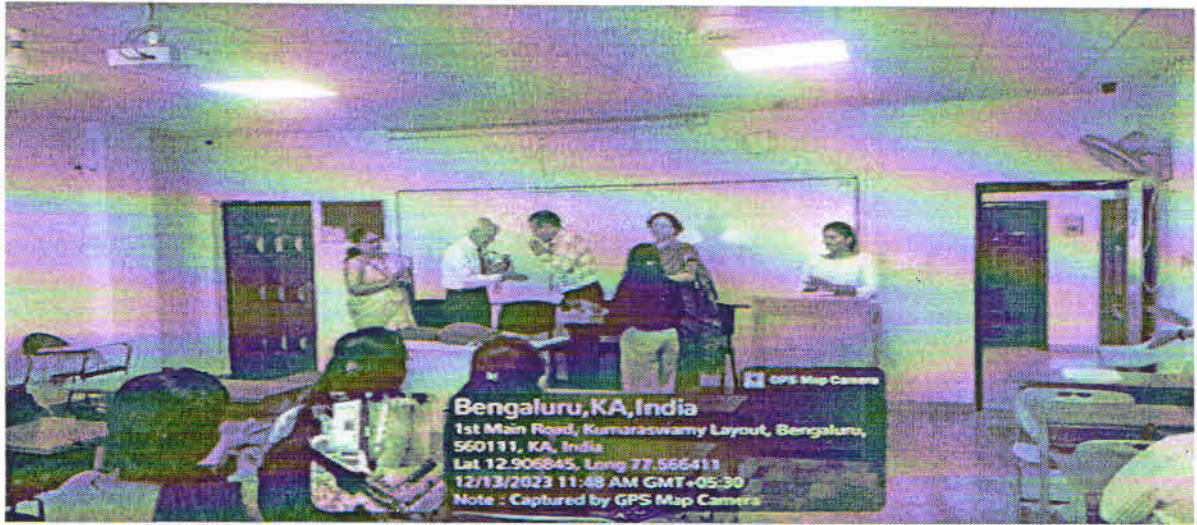 GPS Map Camera
Bengaluru,KA,India
1st Main Road, Kumaraswamy Layout, Bengaluru,
560111, KA, India
Lat 12.906845, Long 77.566411
12/13/2023 11:48 AM GMT+05:30
Note : Captured by GPS Map Camera